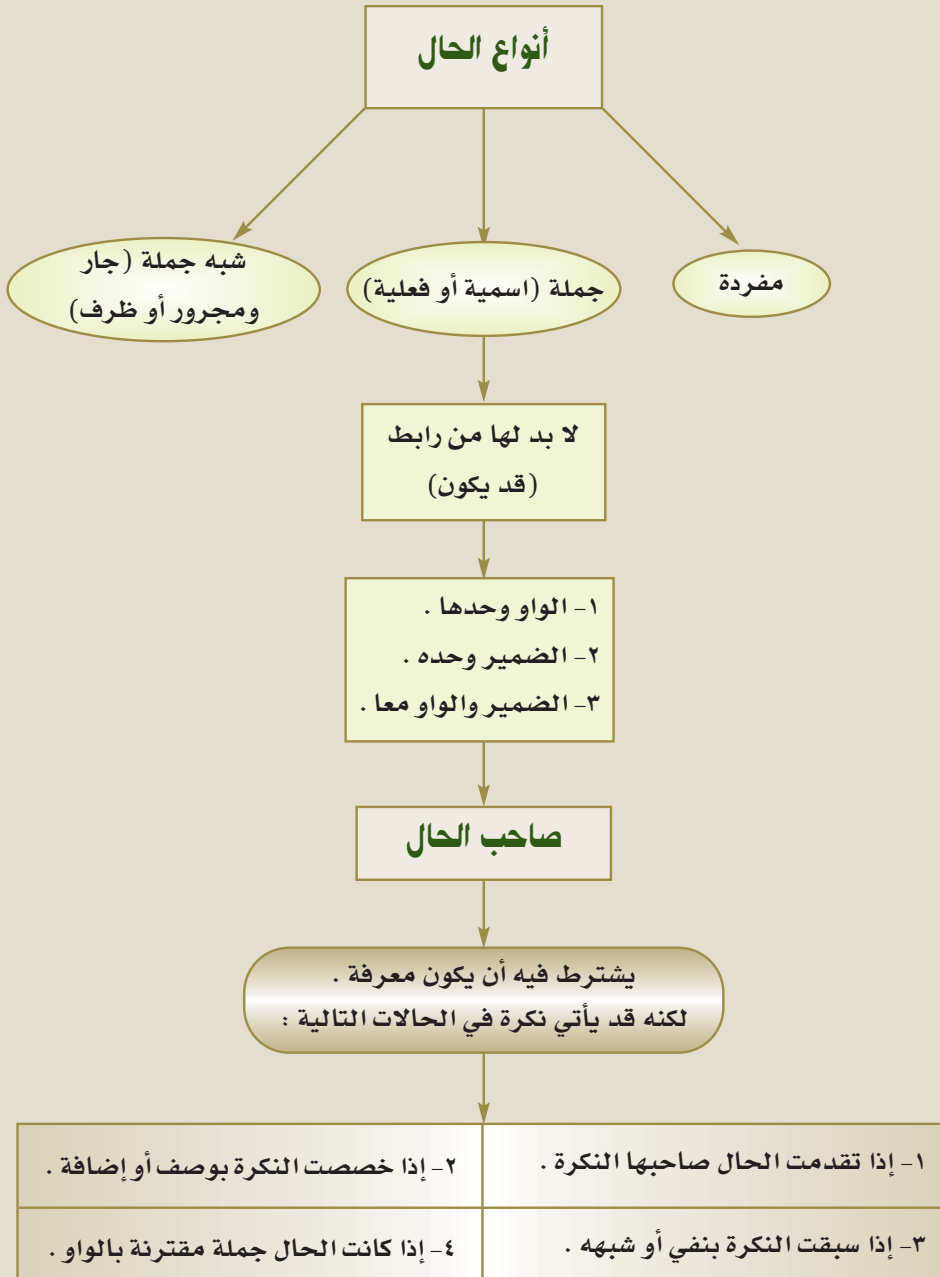 أنواع الحال
مفردة
جملة (اسمية أو فعلية)
شبه جملة (جار
ومجرور أو ظرف)
لا بد لها من رابط
(قد يكون)
١- الواو وحدها .
٢- الضمير وحده .
٣- الضمير والواو معا .
صاحب الحال
يشترط فيه أن يكون معرفة .
لكنه قد يأتي نكرة في الحالات التالية :
١- إذا تقدمت الحال صاحبها النكرة .
٢- إذا خصصت النكرة بوصف أو إضافة .
٣- إذا سبقت النكرة بنفي أو شبهه .
٤- إذا كانت الحال جملة مقترنة بالواو .